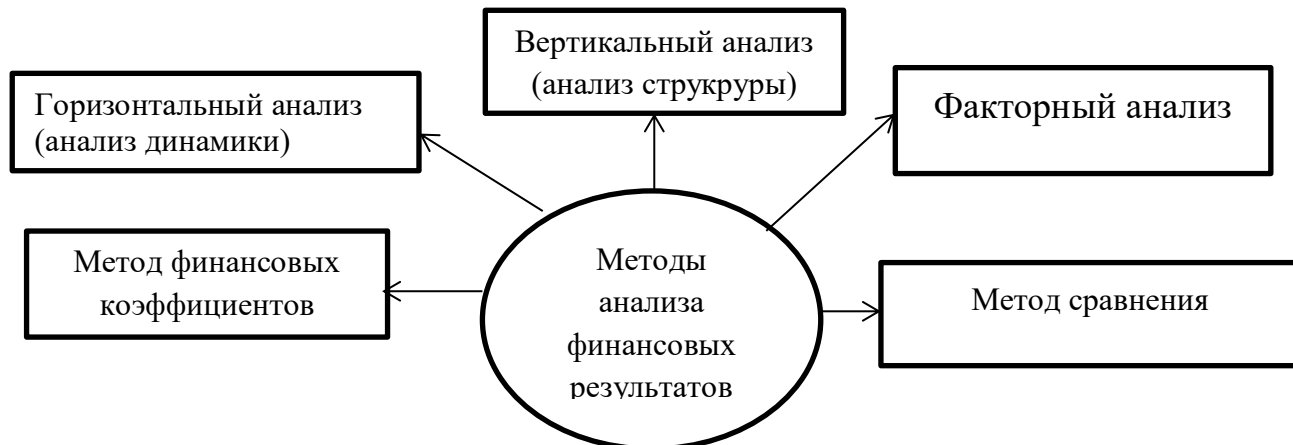 Вертикальный анализ
(анализ струкруры)
Горизонтальный анализ
(анализ динамики)
Факторный анализ
Метод финансовых
коэффициентов
Методы
анализа
финансовых
результатов
Метод сравнения